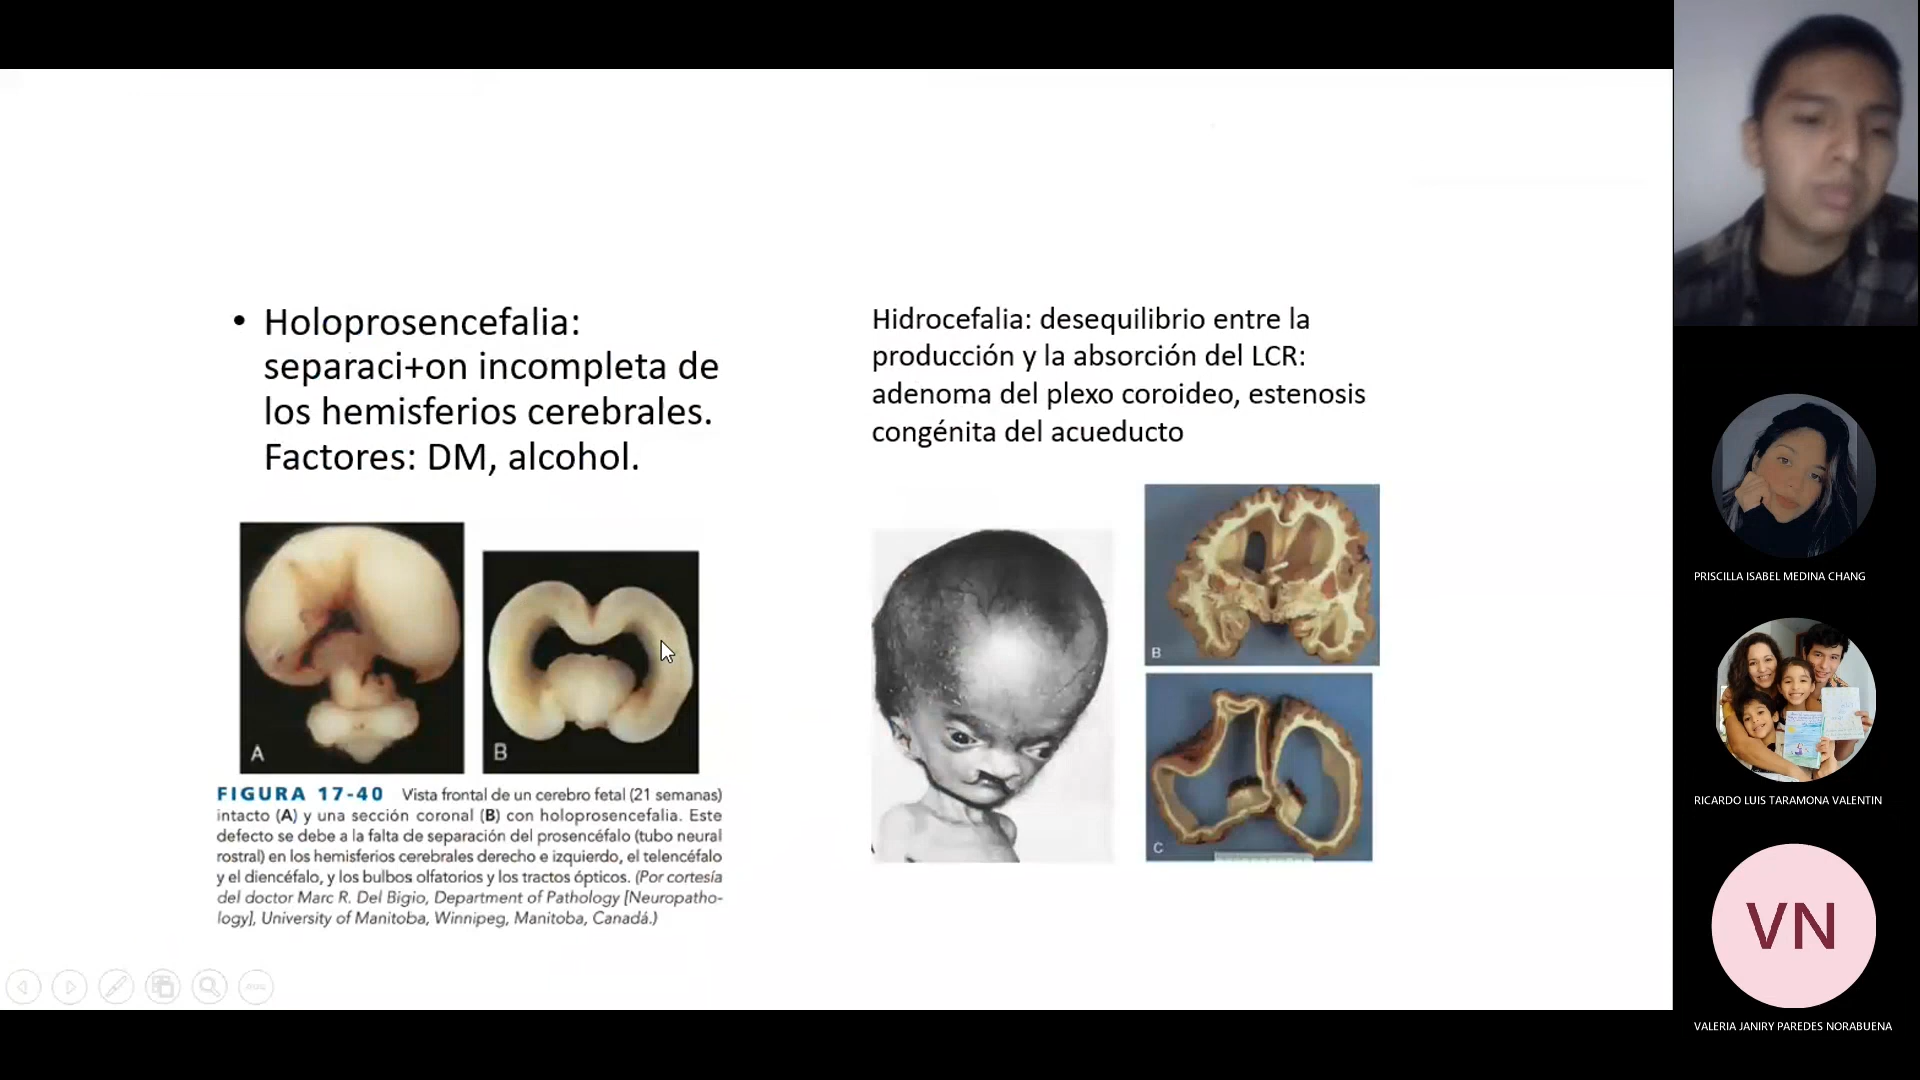 • Holoprosencefalia:
separaci+on incompleta de
los hemisferios cerebrales.
Factores: DM, alcohol.
A
B
FIGURA 17-40 Vista frontal de un cerebro fetal (21 semanas)
intacto (A) y una sección coronal (B) con holoprosencefalia. Este
defecto se debe a la falta de separación del prosencéfalo (tubo neural
rostral) en los hemisferios cerebrales derecho e izquierdo, el telencéfalo
y el diencéfalo, y los bulbos olfatorios y los tractos ópticos. (Por cortesía
del doctor Marc R. Del Bigio, Department of Pathology [Neuropatho-
logy], University of Manitoba, Winnipeg, Manitoba, Canadá.)
Hidrocefalia: desequilibrio entre la
producción y la absorción del LCR:
adenoma del plexo coroideo, estenosis
congénita del acueducto
B
C
PRISCILLA ISABEL MEDINA CHANG
RICARDO LUIS TARAMONA VALENTIN
VN
VALERIA JANIRY PAREDES NORABUENA